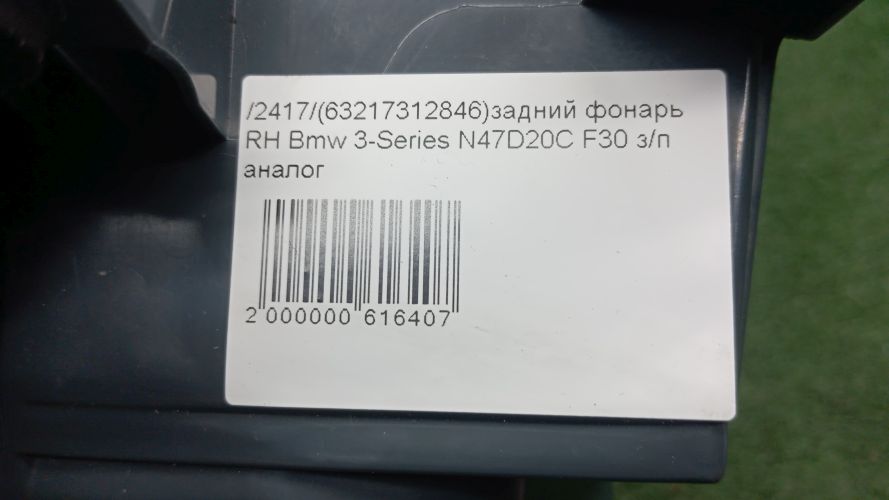 /2417/(63217312846)задний фонарь
RH Bmw 3-Series N47D20C F30 з/п
аналог
2 000000 616407